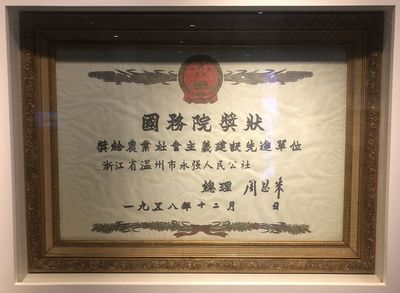 國務院獎狀
獎給農業社會主義建設先進單位
浙江省温州市永强人民公社
總理 周恩來
一九五八年十二月 日